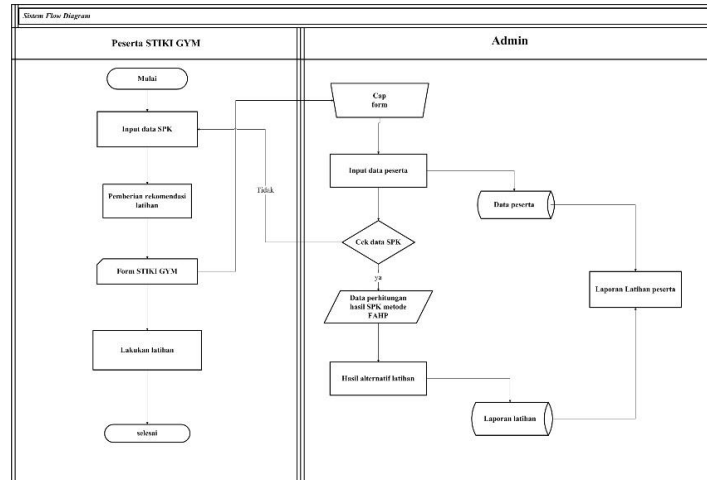 Sistem Flow Diagram
Peserta STIKI GYM
Admin
Mulai
Input data SPK
Pemberian rekomendasi
latihan
Form STIKI GYM
Lakukan latihan
selesai
Tidak
Cap
form
Input data peserta
Cek data SPK
ya
Data perhitungan
hasil SPK metode
FAHP
Hasil alternatif latihan
Data peserta
Laporan Latihan peserta
Laporan latihan